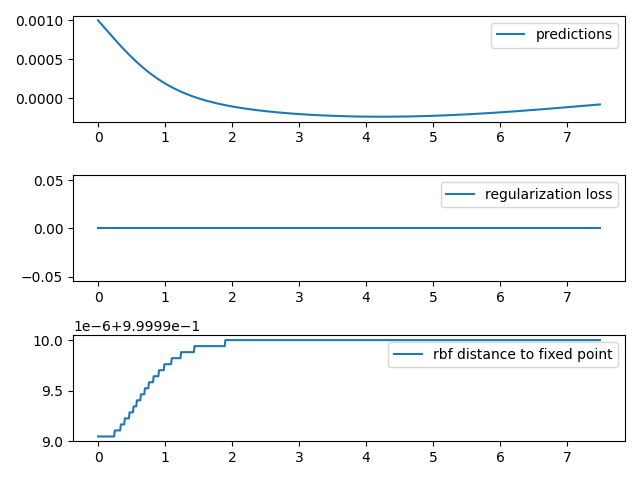 0.0010
predictions
0.0005
0.0000
0 1 2 3 4 5 6 7
0.05
regularization loss
0.00
−0.05
0 1 2 3 4 5 6 7
1e−6+9.9999e−1
10.0
rbf distance to fixed point
9.5
9.0
0 1 2 3 4 5 6 7